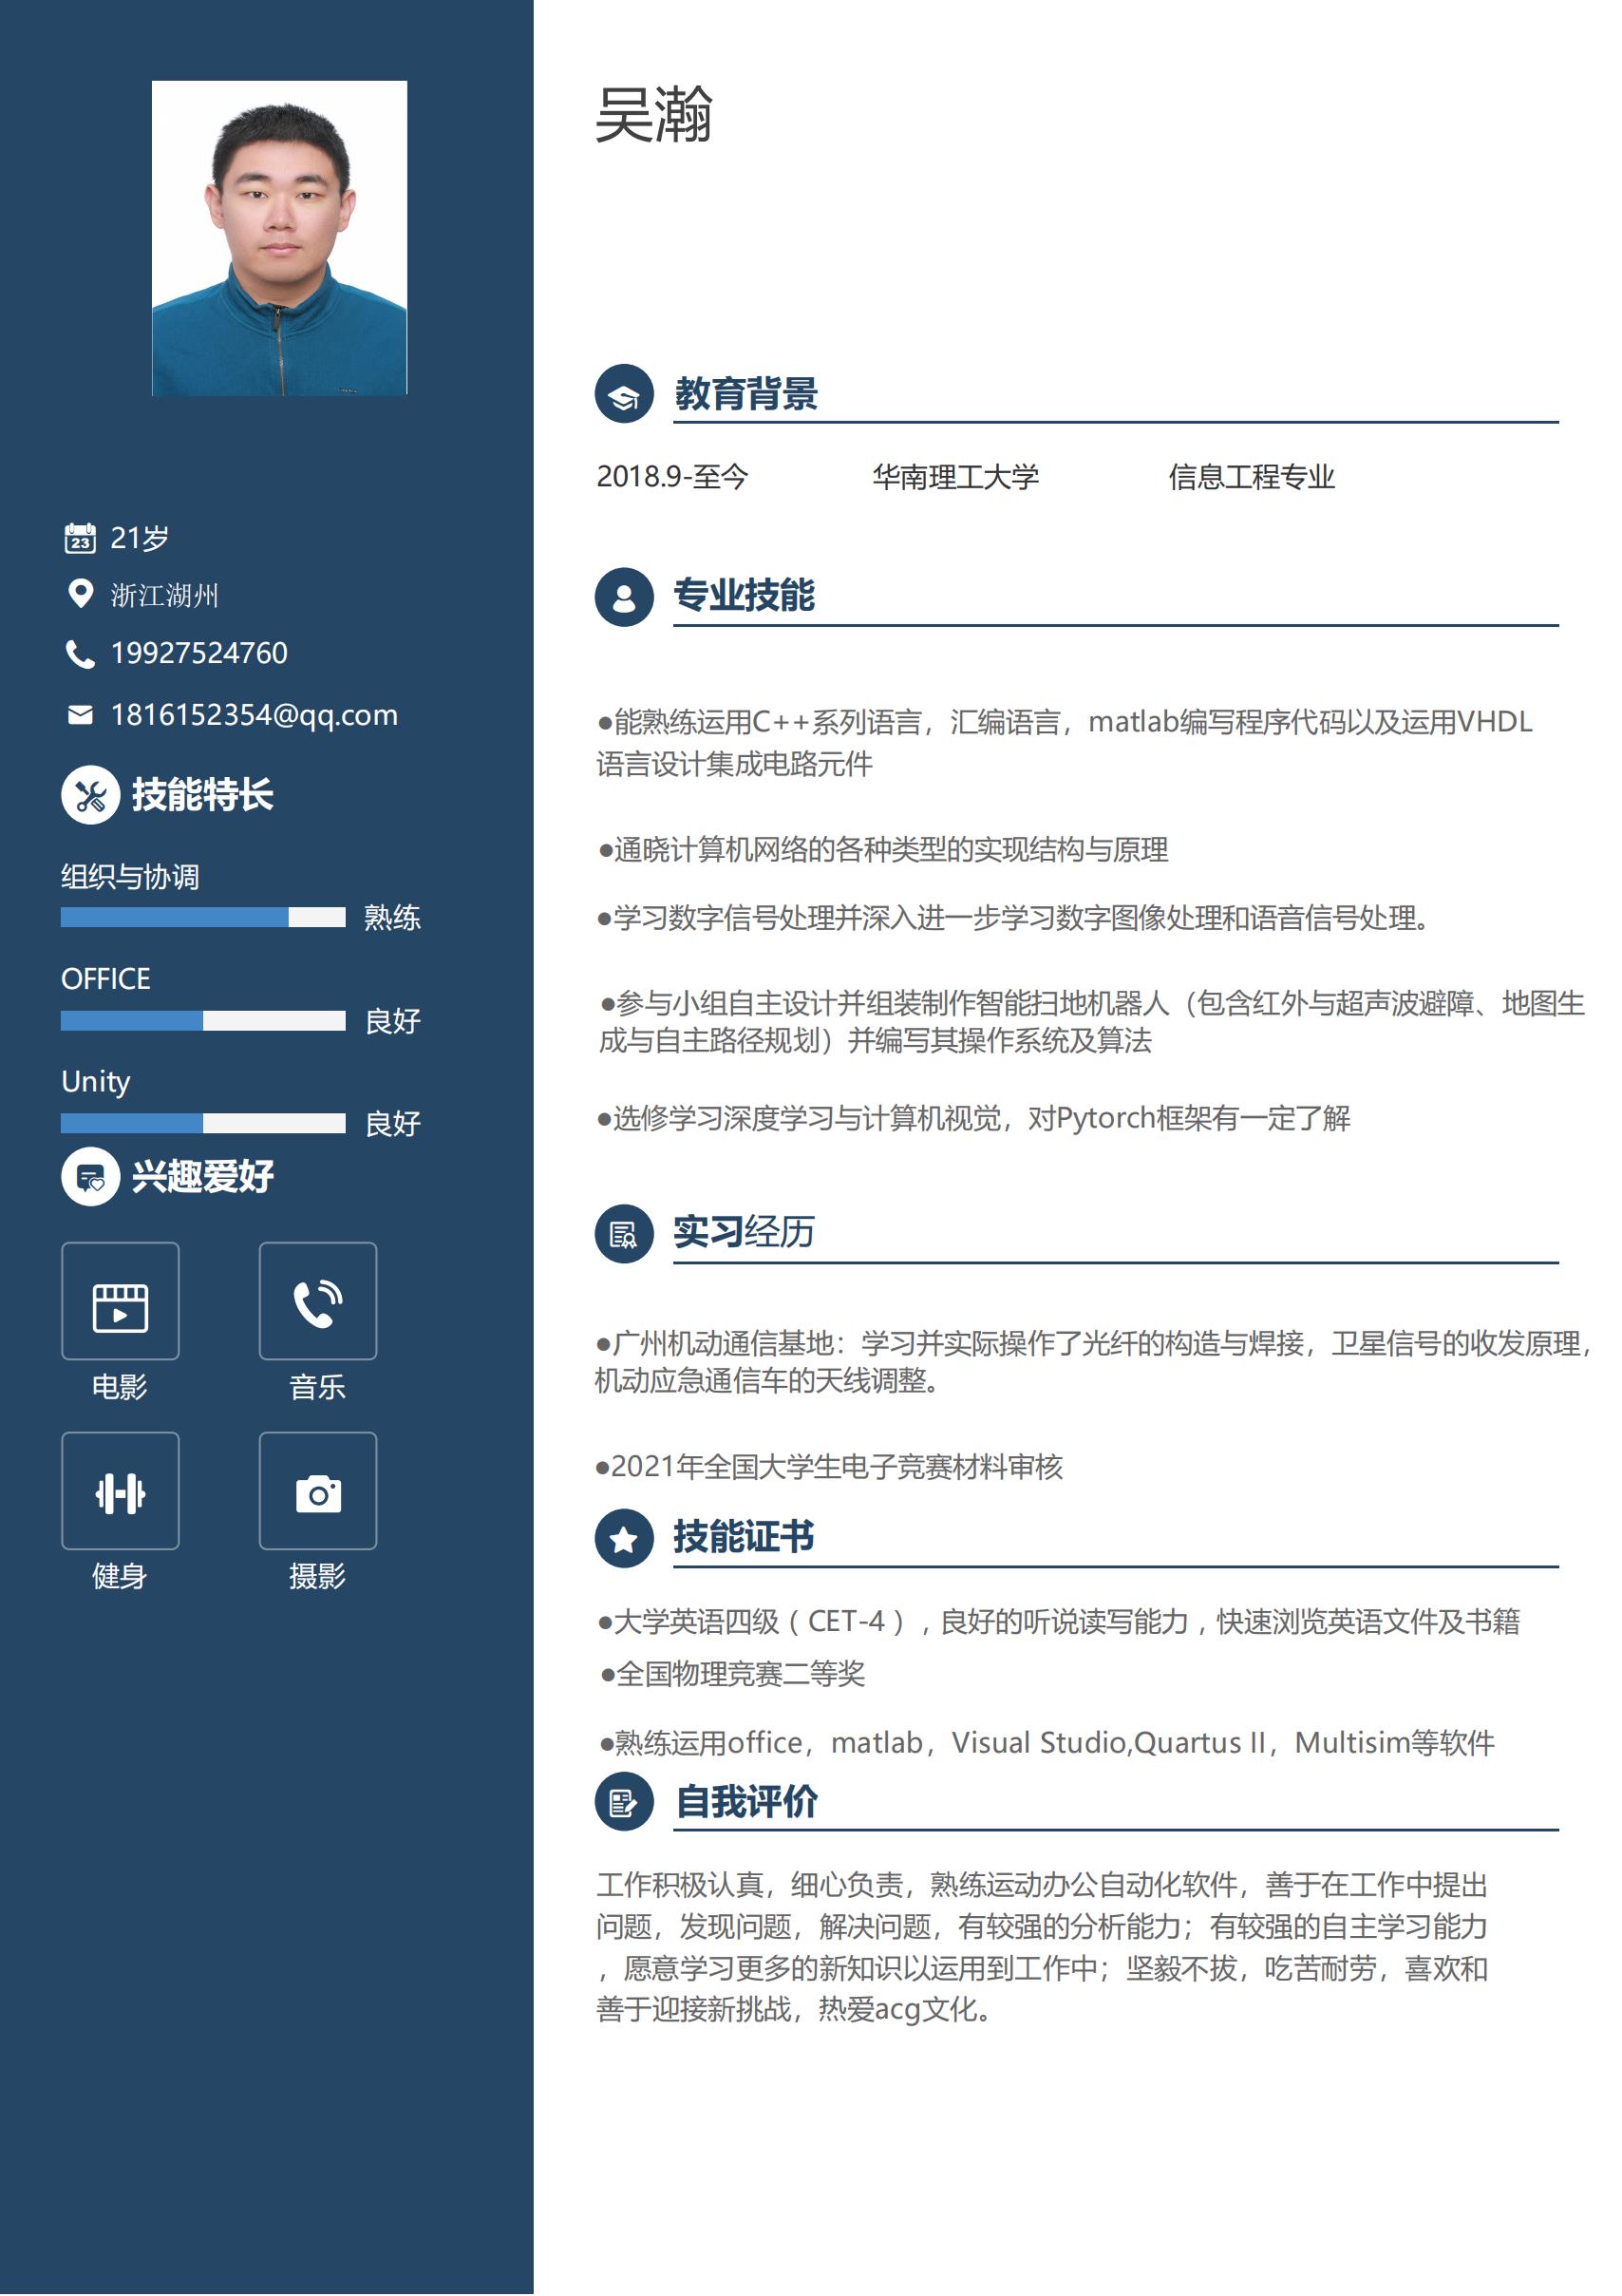 吴瀚
21岁
浙江湖州
19927524760
1816152354@qq.com
技能特长
组织与协调
熟练
OFFICE
良好
Unity
良好
兴趣爱好
电影
音乐
健身
摄影
教育背景
2018.9-至今 华南理工大学 信息工程专业
专业技能
●能熟练运用C++系列语言，汇编语言，matlab编写程序代码以及运用VHDL
语言设计集成电路元件
●通晓计算机网络的各种类型的实现结构与原理
●学习数字信号处理并深入进一步学习数字图像处理和语音信号处理。
●参与小组自主设计并组装制作智能扫地机器人（包含红外与超声波避障、地图生
成与自主路径规划）并编写其操作系统及算法
●选修学习深度学习与计算机视觉，对Pytorch框架有一定了解
实习经历
●广州机动通信基地：学习并实际操作了光纤的构造与焊接，卫星信号的收发原理，
机动应急通信车的天线调整。
●2021年全国大学生电子竞赛材料审核
技能证书
●大学英语四级（CET-4），良好的听说读写能力，快速浏览英语文件及书籍
●全国物理竞赛二等奖
●熟练运用office，matlab，Visual Studio,Quartus II，Multisim等软件
自我评价
工作积极认真，细心负责，熟练运动办公自动化软件，善于在工作中提出
问题，发现问题，解决问题，有较强的分析能力；有较强的自主学习能力
，愿意学习更多的新知识以运用到工作中；坚毅不拔，吃苦耐劳，喜欢和
善于迎接新挑战，热爱acg文化。